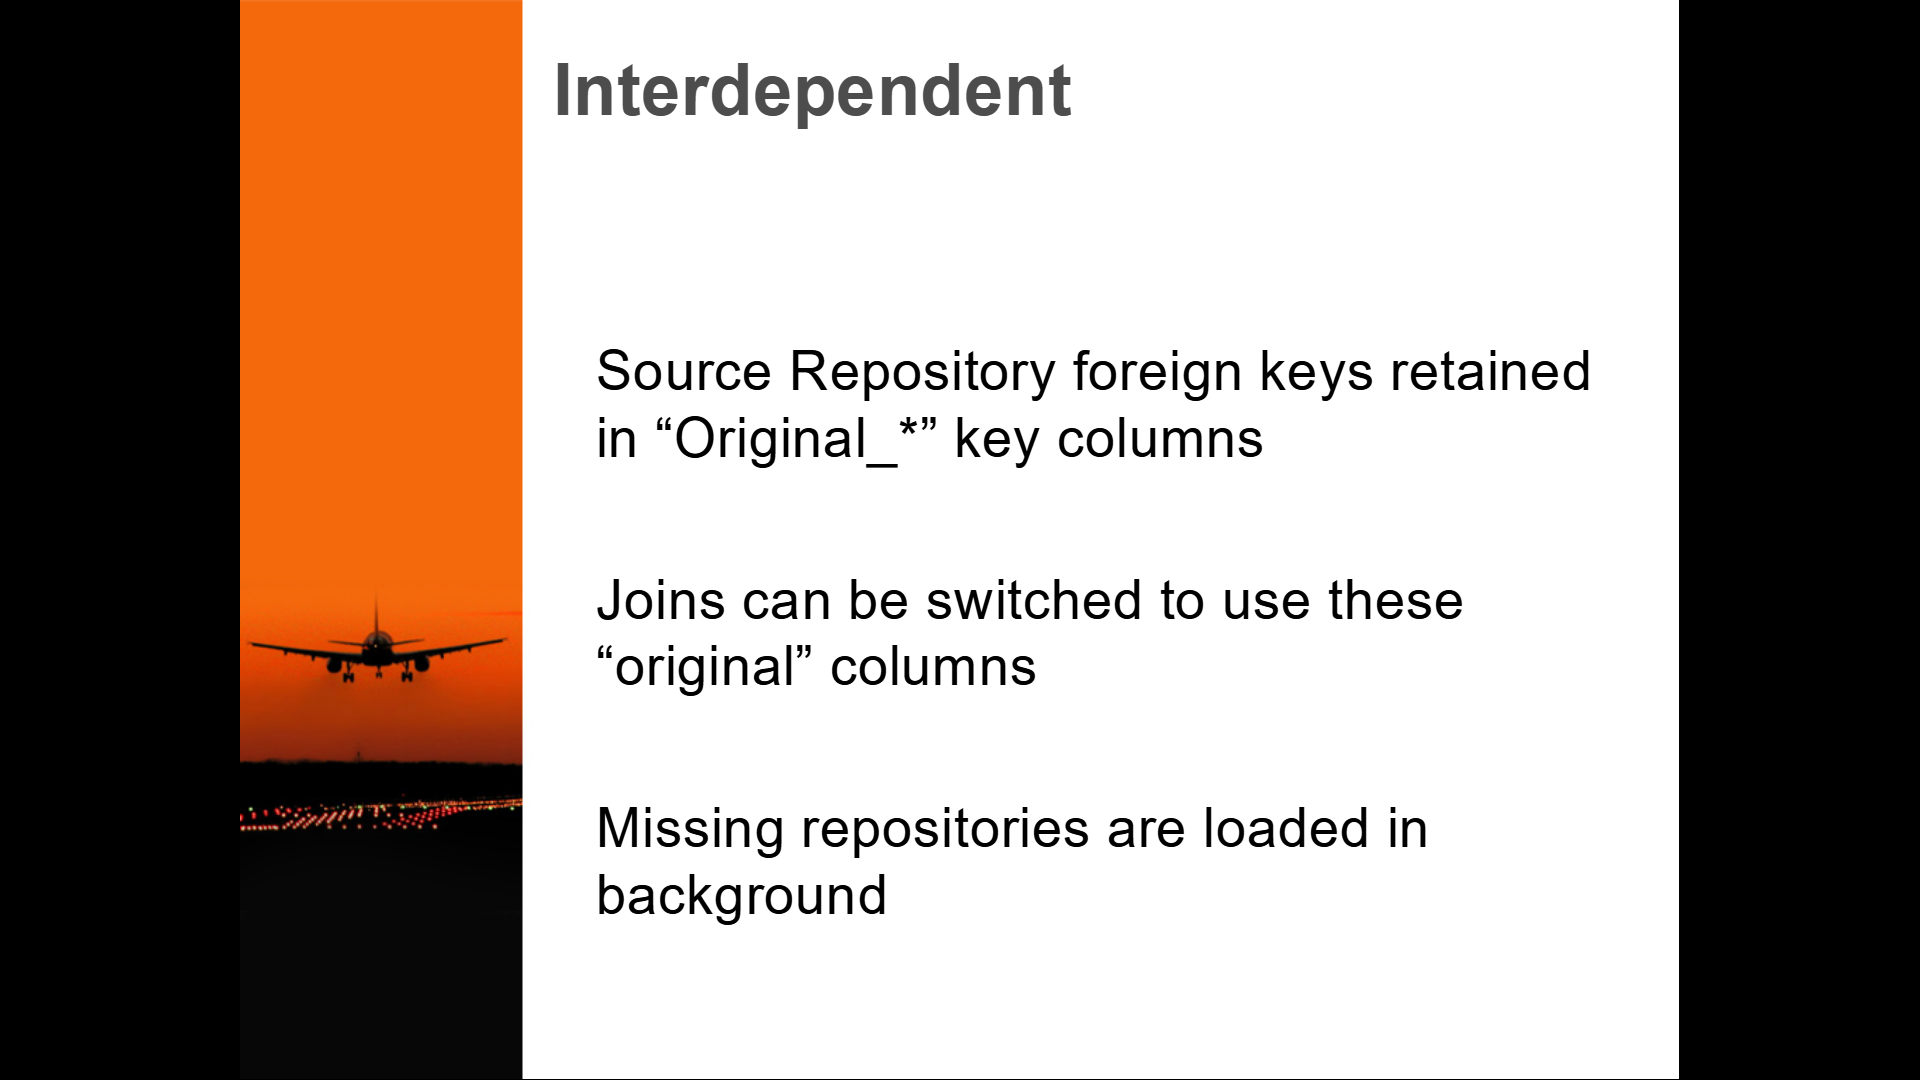 Interdependent
Source Repository foreign keys retained
in “Original_*” key columns
Joins can be switched to use these
“original” columns
Missing repositories are loaded in
background